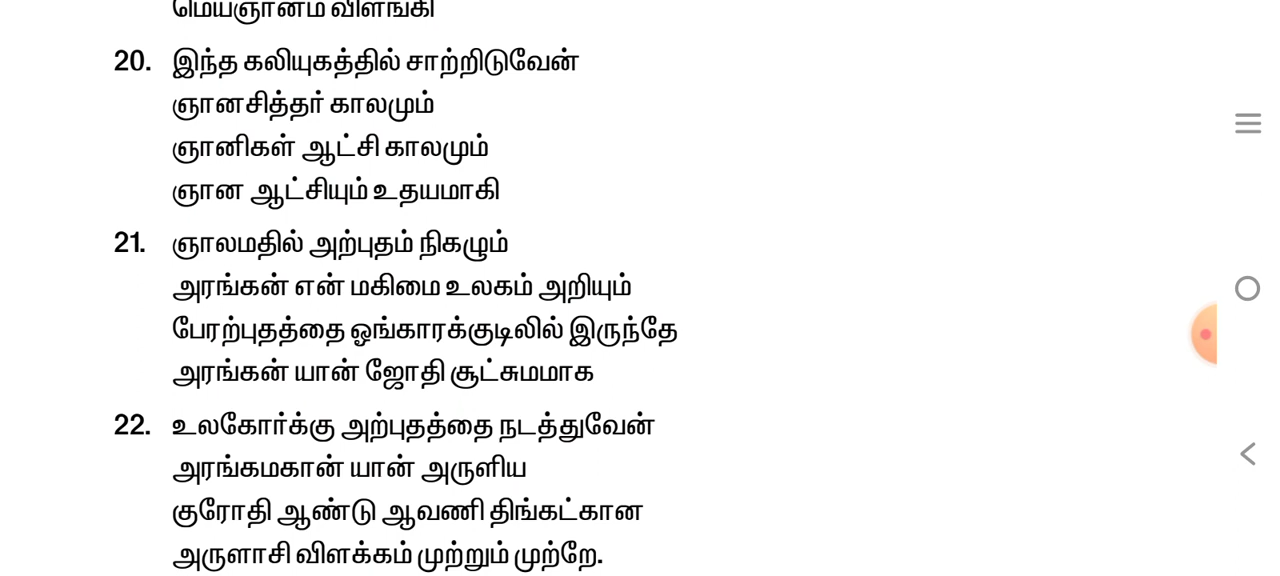 மெய்ஞானம் விளங்கி
20. இந்த கலியுகத்தில் சாற்றிடுவேன்
ஞானசித்தர் காலமும்
ஞானிகள் ஆட்சி காலமும்
ஞான ஆட்சியும் உதயமாகி
21. ஞாலமதில் அற்புதம் நிகழும்
அரங்கன் என் மகிமை உலகம் அறியும்
பேரற்புதத்தை ஓங்காரக்குடிலில் இருந்தே
அரங்கன் யான் ஜோதி சூட்சுமமாக
22. உலகோர்க்கு அற்புதத்தை நடத்துவேன்
அரங்கமகான் யான் அருளிய
குரோதி ஆண்டு ஆவணி திங்கட்கான
அருளாசி விளக்கம் முற்றும் முற்றே.